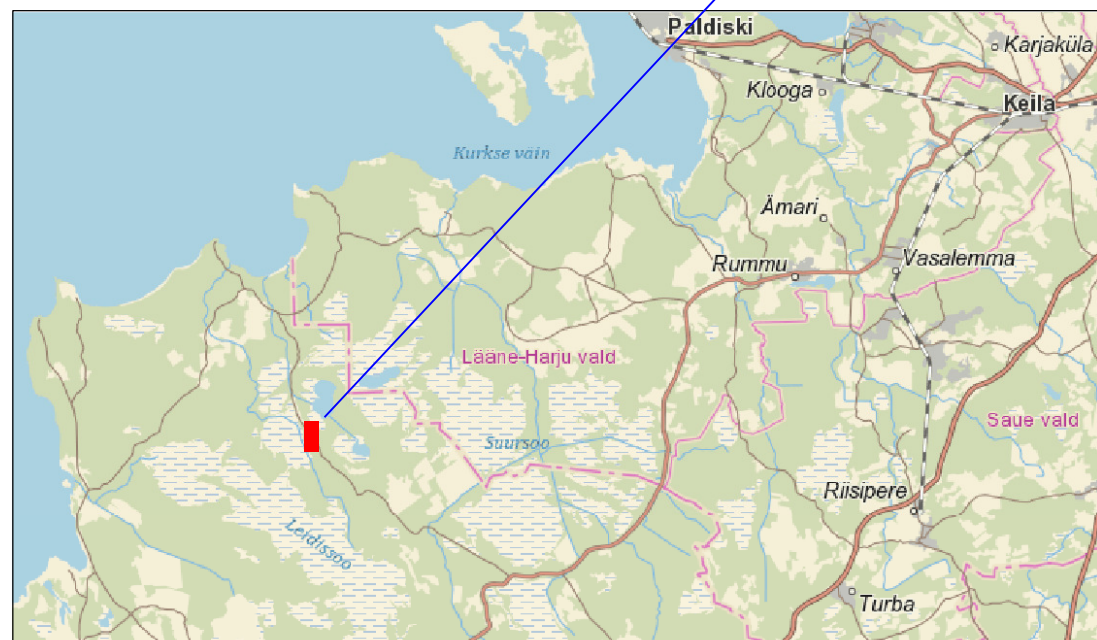 Paldiski
Karjaküla
Klooga
Keila
Kurkse väin
Ämari
Rummu
Vasalemma
Lääne-Harju vald
Saue vald
Suursoo
Riisipere
Leidissoo
Turba